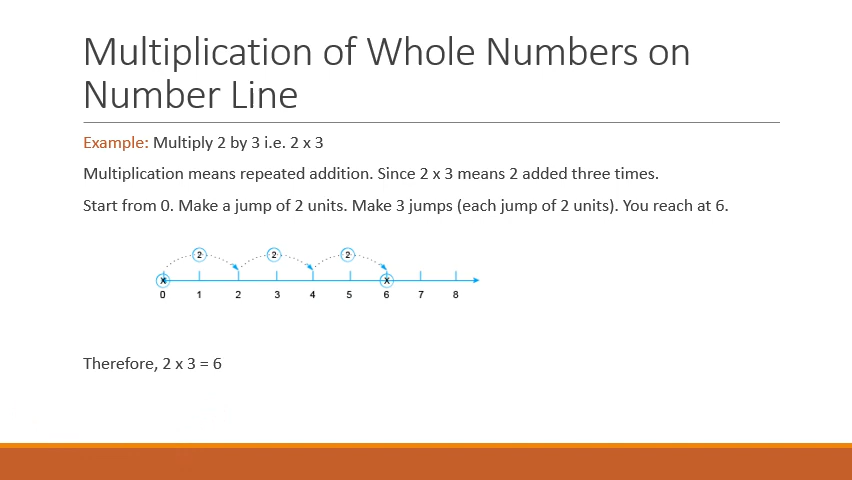 Multiplication of Whole Numbers on
Number Line
Example: Multiply 2 by 3 i.e. 2 x 3
Multiplication means repeated addition. Since 2 x 3 means 2 added three times.
Start from 0. Make a jump of 2 units. Make 3 jumps (each jump of 2 units). You reach at 6.
2 2 2
X X
0 1 2 3 4 5 6 7 8
Therefore, 2 x 3 = 6